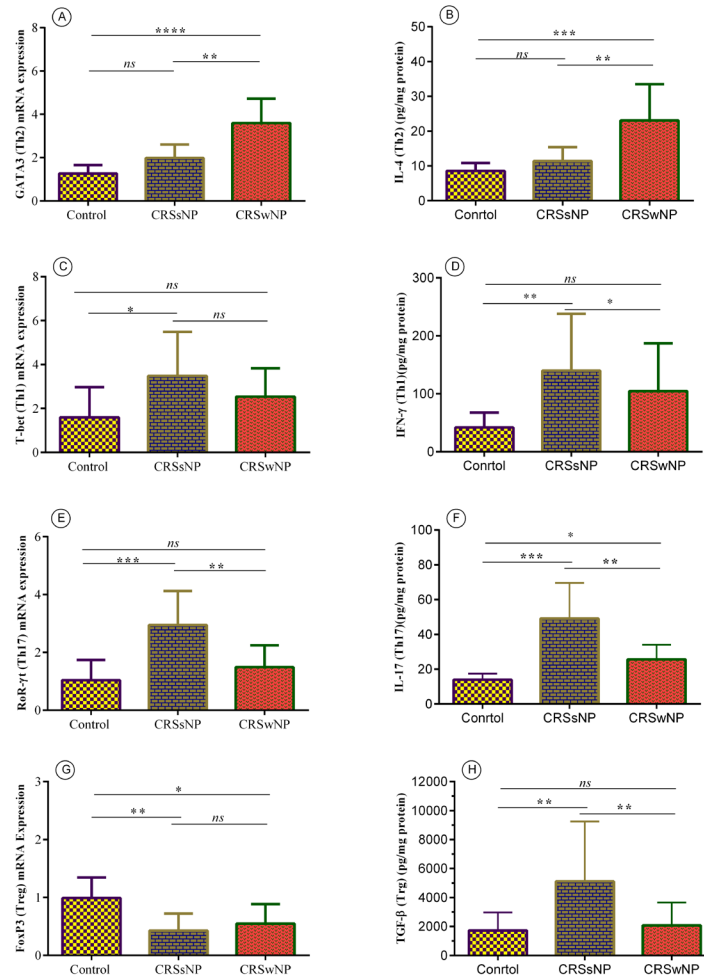 A
GATA3 (Th2) mRNA expression
8
6
4
2
0
****
ns
**
Control
CRSsNP
CRSwNP
B
IL-4 (Th2) (pg/mg protein)
50
40
30
20
10
0
***
ns
**
Conrtol
CRSsNP
CRSwNP
C
T-bet (Th1) mRNA expression
8
6
4
2
0
ns
*
ns
Control
CRSsNP
CRSwNP
D
IFN-γ (Th1)(pg/mg protein)
300
200
100
0
ns
**
*
Conrtol
CRSsNP
CRSwNP
E
RoR-γt (Th17) mRNA expression
6
4
2
0
ns
***
**
Control
CRSsNP
CRSwNP
F
IL-17 (Th17)(pg/mg protein)
100
80
60
40
20
0
*
***
**
Conrtol
CRSsNP
CRSwNP
G
FoxP3 (Treg) mRNA Expression
3
2
1
0
*
**
ns
Control
CRSsNP
CRSwNP
H
TGF-β (Trg) (pg/mg protein)
12000
10000
8000
6000
4000
2000
0
ns
**
**
Conrtol
CRSsNP
CRSwNP